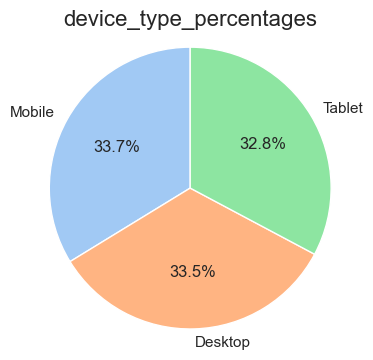 device_type_percentages
Mobile
Tablet
33.7%
32.8%
33.5%
Desktop